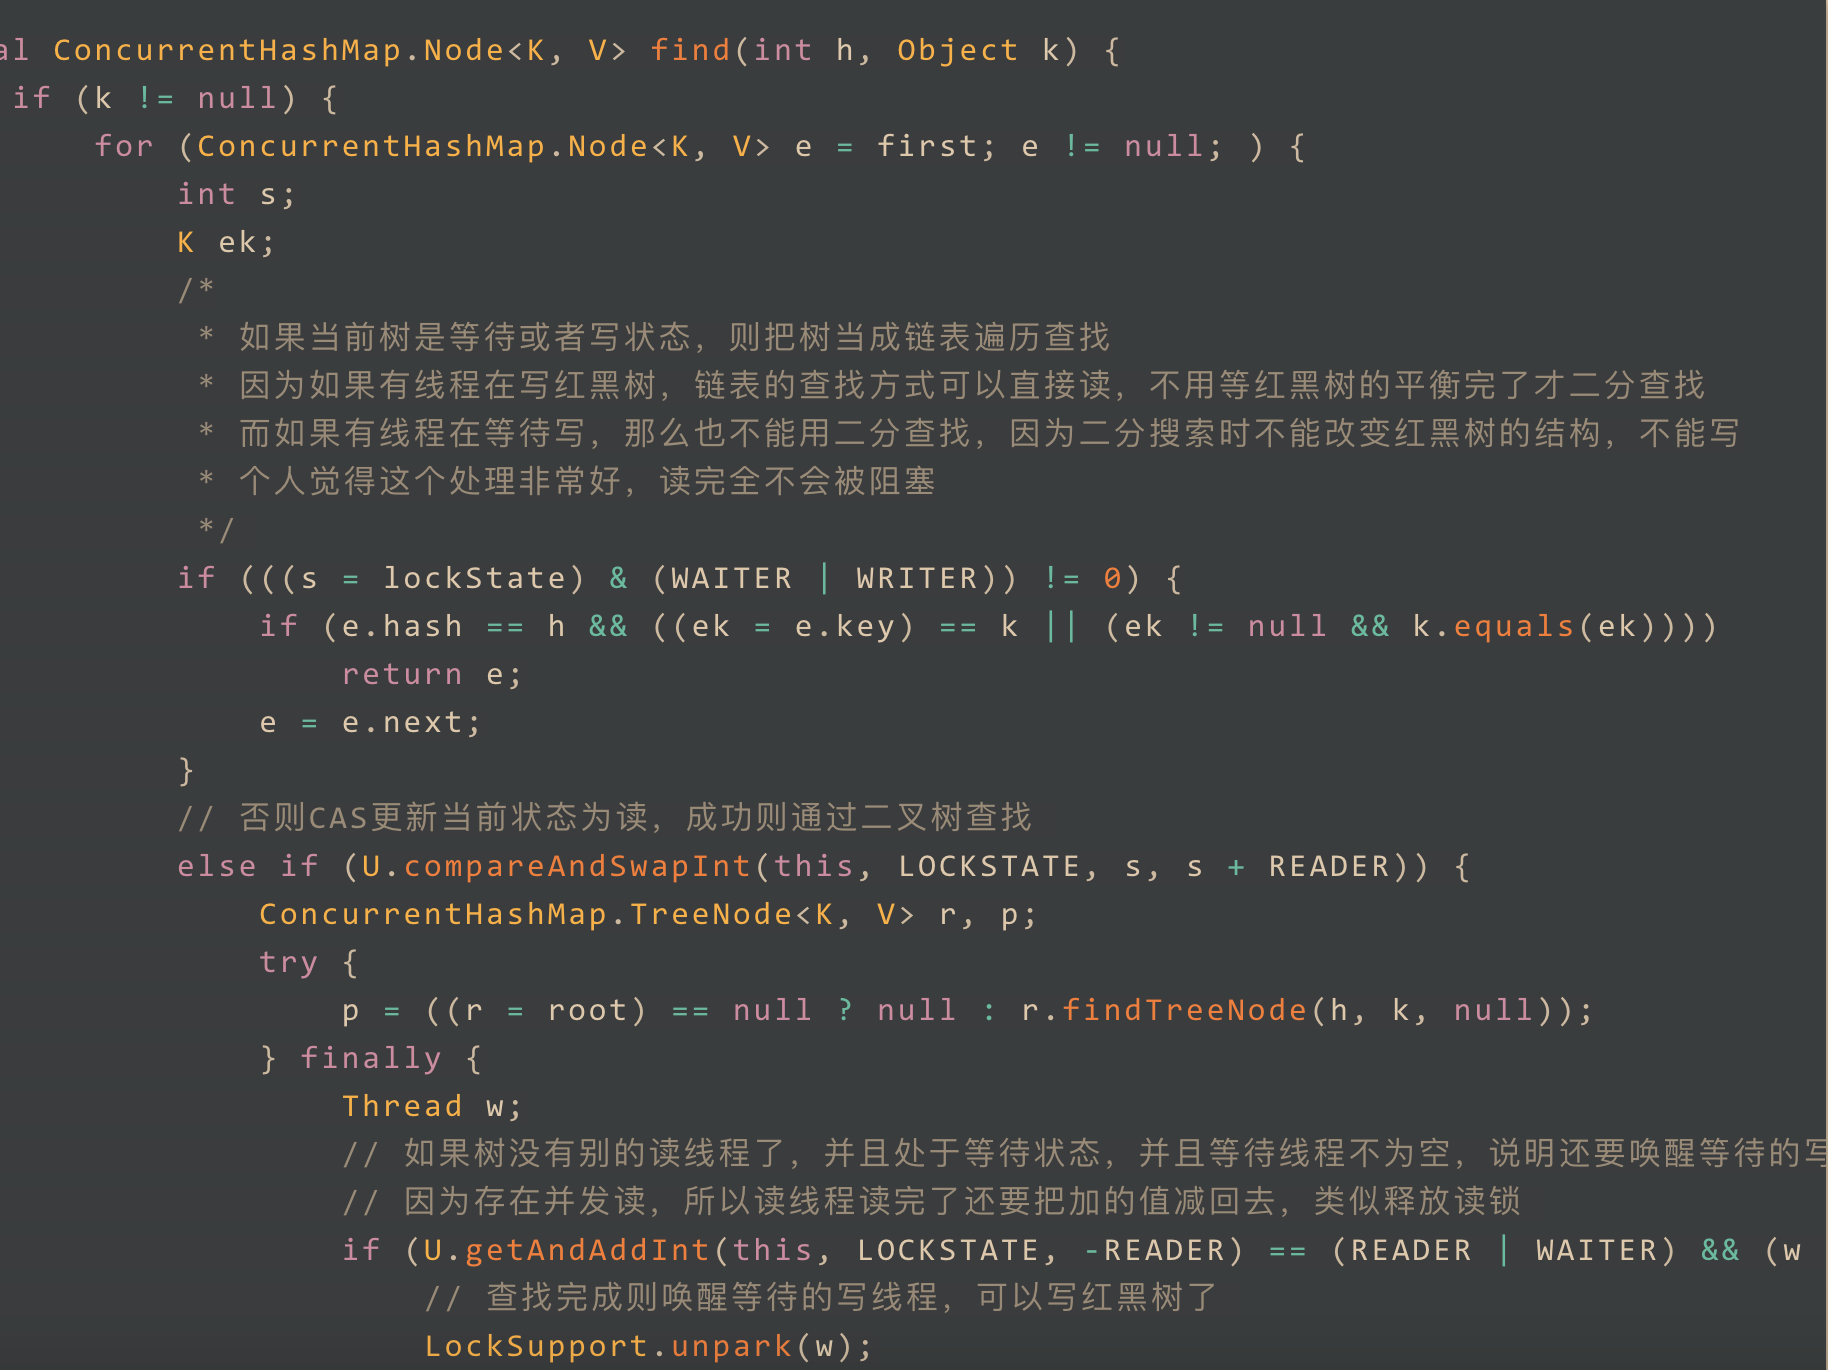 al ConcurrentHashMap.Node<K, V> find(int h, Object k) {
if (k != null) {
for (ConcurrentHashMap.Node<K, V> e = first; e != null; ) {
int s;
K ek;
/*
* 如果当前树是等待或者写状态，则把树当成链表遍历查找
* 因为如果有线程在写红黑树，链表的查找方式可以直接读，不用等红黑树的平衡完了才二分查找
* 而如果有线程在等待写，那么也不能用二分查找，因为二分搜索时不能改变红黑树的结构，不能写
* 个人觉得这个处理非常好，读完全不会被阻塞
*/
if (((s = lockState) & (WAITER | WRITER)) != 0) {
if (e.hash == h && ((ek = e.key) == k || (ek != null && k.equals(ek))))
return e;
e = e.next;
}
// 否则CAS更新当前状态为读，成功则通过二叉树查找
else if (U.compareAndSwapInt(this, LOCKSTATE, s, s + READER)) {
ConcurrentHashMap.TreeNode<K, V> r, p;
try {
p = ((r = root) == null ? null : r.findTreeNode(h, k, null));
} finally {
Thread w;
// 如果树没有别的读线程了，并且处于等待状态，并且等待线程不为空，说明还要唤醒等待的写
// 因为存在并发读，所以读线程读完了还要把加的值减回去，类似释放读锁
if (U.getAndAddInt(this, LOCKSTATE, -READER) == (READER | WAITER) && (w
// 查找完成则唤醒等待的写线程，可以写红黑树了
LockSupport.unpark(w);